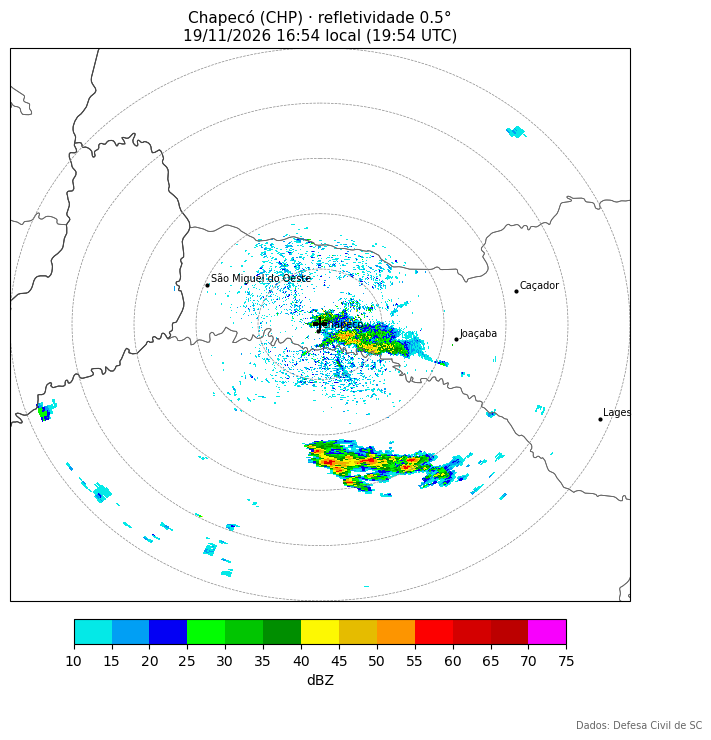 Chapecó (CHP) · refletividade 0.5°
19/11/2026 16:54 local (19:54 UTC)
São Miguel do Oeste
Caçador
Chapecó
Joaçaba
Lages
10 15 20 25 30 35 40 45 50 55 60 65 70 75
dBZ
Dados: Defesa Civil de SC